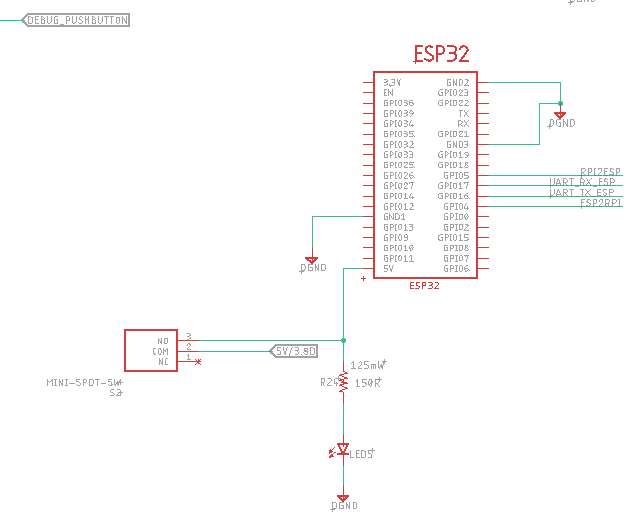 DGND
DEBUG_PUSHBUTTON
ESP32
3.3V GND2
EN GPIO23
GPIO36 GPIO22
GPIO39 TX
GPIO34 RX
GPIO35 GPIO21
GPIO32 GND3
GPIO33 GPIO19
GPIO25 GPIO18
GPIO26 GPIO5
GPIO27 GPIO17
GPIO14 GPIO16
GPIO12 GPIO4
GND1 GPIO0
GPIO13 GPIO2
GPIO9 GPIO15
GPIO10 GPIO8
GPIO11 GPIO7
5V GPIO6
ESP32
DGND
RPI2ESP
UART_RX_ESP
UART_TX_ESP
ESP2RPI
DGND
NO 3
COM 2
NC 1
5V/3.8D
MINI-SPDT-SW
S2
125mW
150R
LED5
DGND